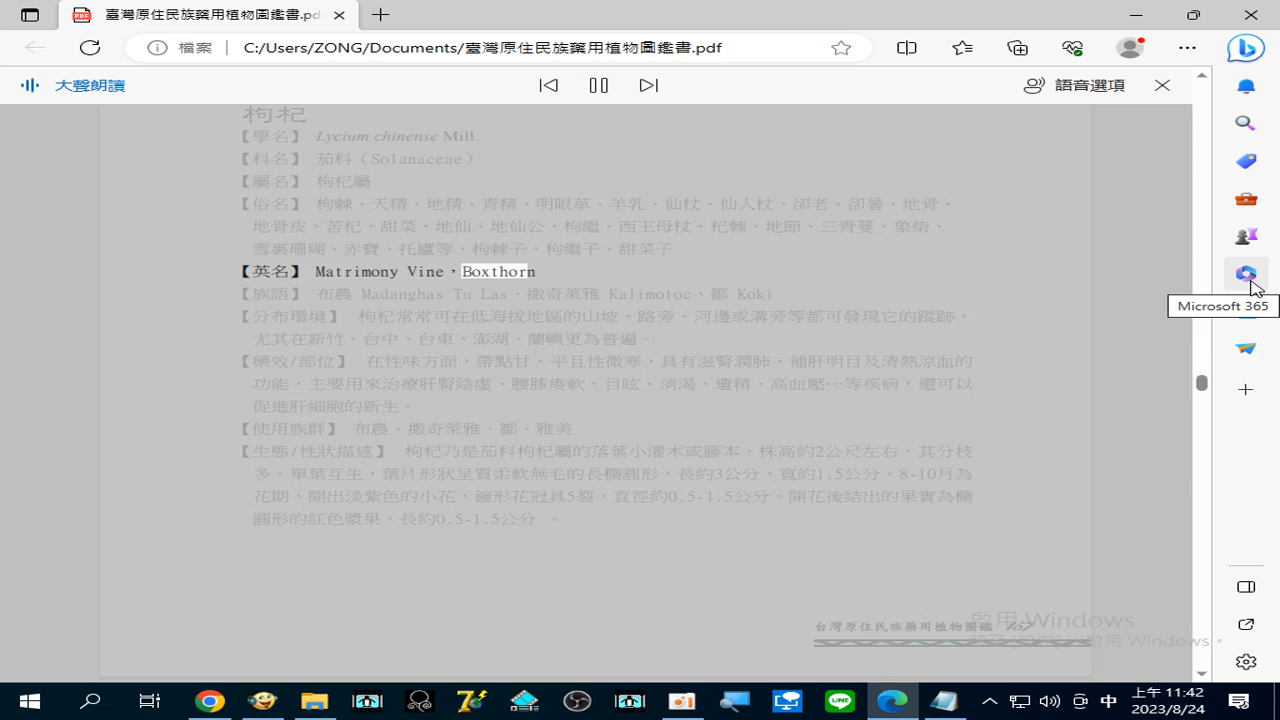 臺灣原住民族藥用植物圖鑑書.pdf
檔案
C:/Users/ZONG/Documents/臺灣原住民族藥用植物圖鑑書.pdf
大聲朗讀
語音選項
枸杞
【學名】 Lycium chinense Mill.
【科名】 茄科（Solanaceae）
【屬名】 枸杞屬
【俗名】 枸棘、天精、地精、青精、明眼草、羊乳、仙杖、仙人杖、卻老、卻暑、地骨、
地骨皮、苦杞、甜菜、地仙、地仙公、枸繼、西王母杖、杞棘、地節、三青蔓、象柴、
雪裏珊瑚、赤寶、托廬等、枸棘子、枸繼子、甜菜子
【英名】 Matrimony Vine，Boxthorn
【族語】 布農 Madanghas Tu Las、撒奇萊雅 Kalimotoc、鄒 Koki
【分布環境】 枸杞常常可在低海拔地區的山坡、路旁、河邊或溝旁等都可發現它的蹤跡，
尤其在新竹、台中、台東、澎湖、蘭嶼更為普遍。
【藥效/部位】 在性味方面，帶點甘、平且性微寒，具有滋腎潤肺、補肝明目及清熱涼血的
功能，主要用來治療肝腎陰虛、腰膝痠軟、目眩、消渴、遺精、高血壓…等疾病，還可以
促進肝細胞的新生。
【使用族群】 布農、撒奇萊雅、鄒、雅美
【生態/性狀描述】 枸杞乃是茄科枸杞屬的落葉小灌木或籐本，株高約2公尺左右，其分枝
多。單葉互生，葉片形狀呈質柔軟無毛的長橢圓形，長約3公分，寬約1.5公分。8-10月為
花期，開出淡紫色的小花，鐘形花冠具5裂，直徑約0.5-1.5公分。開花後結出的果實為橢
圓形的紅色漿果，長約0.5-1.5公分 。
Microsoft 365
台灣原住民族藥用植物圖鑑
啟用 Windows
啟用 Windows。
中
上午 11:42
2023/8/24